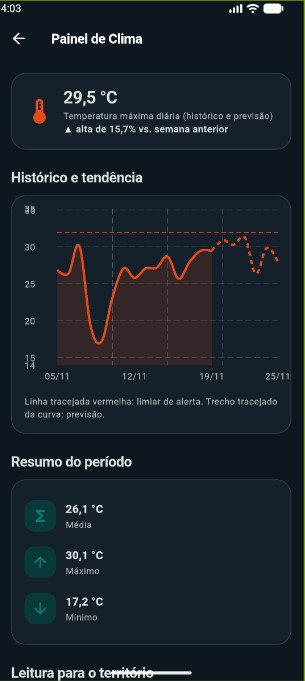 4:03
Painel de Clima
29,5 °C
Temperatura máxima diária (histórico e previsão)
▲ alta de 15,7% vs. semana anterior
Histórico e tendência
30
25
20
15
14
05/11
12/11
19/11
25/11
Linha tracejada vermelha: limiar de alerta. Trecho tracejado
da curva: previsão.
Resumo do período
26,1 °C
Média
30,1 °C
Máximo
17,2 °C
Mínimo
Leitura para o território